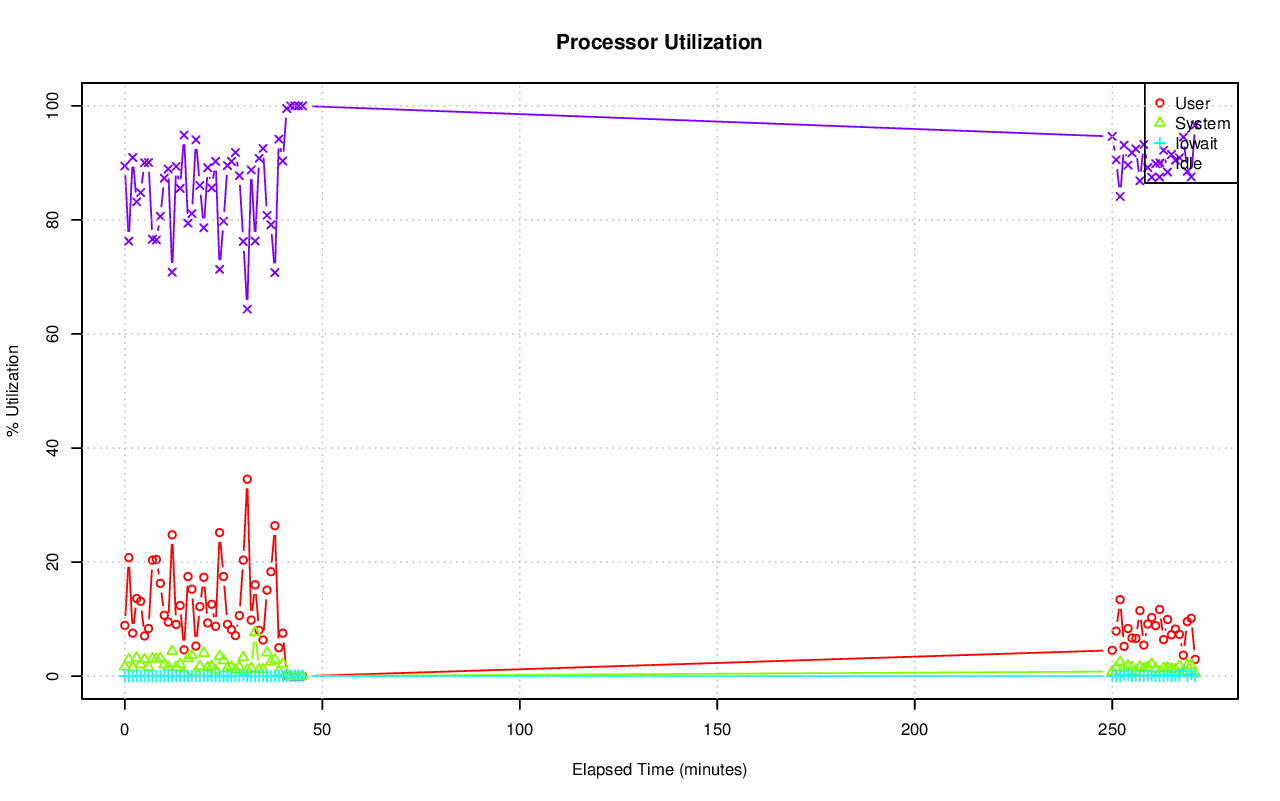 Processor Utilization
% Utilization
100
80
60
40
20
0
User
System
Iowait
Idle
0 50 100 150 200 250
Elapsed Time (minutes)